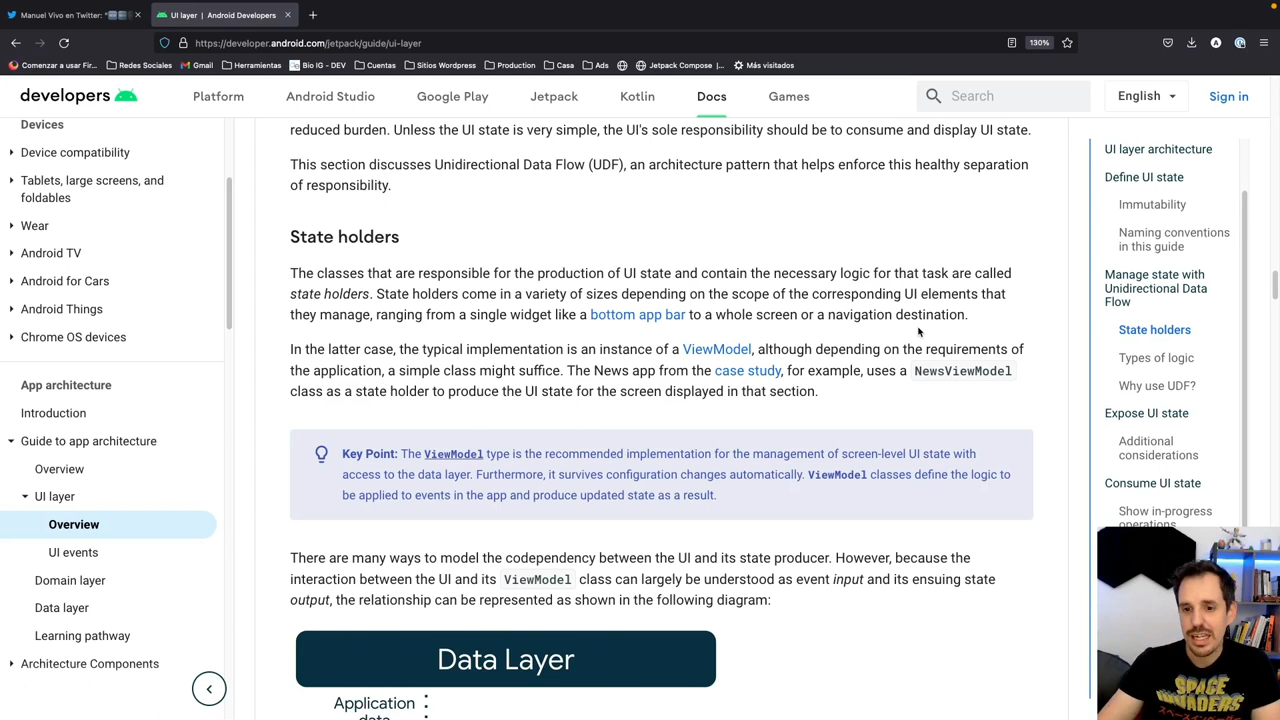 Manuel Vivo en Twitter: "
UI layer | Android Developers
https://developer.android.com/jetpack/guide/ui-layer
130%
Comenzar a usar Fir...
Redes Sociales
Gmail
Herramientas
Bio IG - DEV
Cuentas
Sitios Wordpress
Production
Casa
Ads
Jetpack Compose |...
Más visitados
developers
Platform
Android Studio
Google Play
Jetpack
Kotlin
Docs
Games
Search
English
Sign in
Devices
Device compatibility
Tablets, large screens, and
foldables
Wear
Android TV
Android for Cars
Android Things
Chrome OS devices
App architecture
Introduction
Guide to app architecture
Overview
UI layer
Overview
UI events
Domain layer
Data layer
Learning pathway
Architecture Components
reduced burden. Unless the UI state is very simple, the UI's sole responsibility should be to consume and display UI state.
This section discusses Unidirectional Data Flow (UDF), an architecture pattern that helps enforce this healthy separation
of responsibility.
State holders
The classes that are responsible for the production of UI state and contain the necessary logic for that task are called
state holders. State holders come in a variety of sizes depending on the scope of the corresponding UI elements that
they manage, ranging from a single widget like a bottom app bar to a whole screen or a navigation destination.
In the latter case, the typical implementation is an instance of a ViewModel, although depending on the requirements of
the application, a simple class might suffice. The News app from the case study, for example, uses a NewsViewModel
class as a state holder to produce the UI state for the screen displayed in that section.
Key Point: The ViewModel type is the recommended implementation for the management of screen-level UI state with
access to the data layer. Furthermore, it survives configuration changes automatically. ViewModel classes define the logic to
be applied to events in the app and produce updated state as a result.
There are many ways to model the codependency between the UI and its state producer. However, because the
interaction between the UI and its ViewModel class can largely be understood as event input and its ensuing state
output, the relationship can be represented as shown in the following diagram:
Data Layer
Application
data
UI layer architecture
Define UI state
Immutability
Naming conventions
in this guide
Manage state with
Unidirectional Data
Flow
State holders
Types of logic
Why use UDF?
Expose UI state
Additional
considerations
Consume UI state
Show in-progress
operations
SPACE
INVADERS